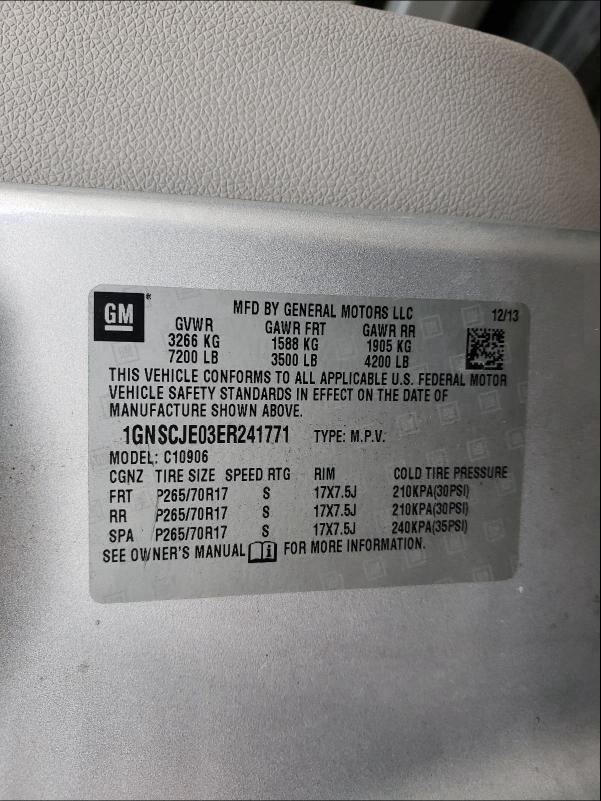 GM
MFD BY GENERAL MOTORS LLC 12/13
GVWR GAWR FRT GAWR RR
3266 KG 1588 KG 1905 KG
7200 LB 3500 LB 4200 LB
THIS VEHICLE CONFORMS TO ALL APPLICABLE U.S. FEDERAL MOTOR
VEHICLE SAFETY STANDARDS IN EFFECT ON THE DATE OF
MANUFACTURE SHOWN ABOVE.
1GNSCJE03ER241771 TYPE: M.P.V.
MODEL: C10906
CGNZ TIRE SIZE SPEED RTG RIM COLD TIRE PRESSURE
FRT P265/70R17 S 17X7.5J 210KPA(30PSI)
RR P265/70R17 S 17X7.5J 210KPA(30PSI)
SPA P265/70R17 S 17X7.5J 240KPA(35PSI)
SEE OWNER'S MANUAL i FOR MORE INFORMATION.